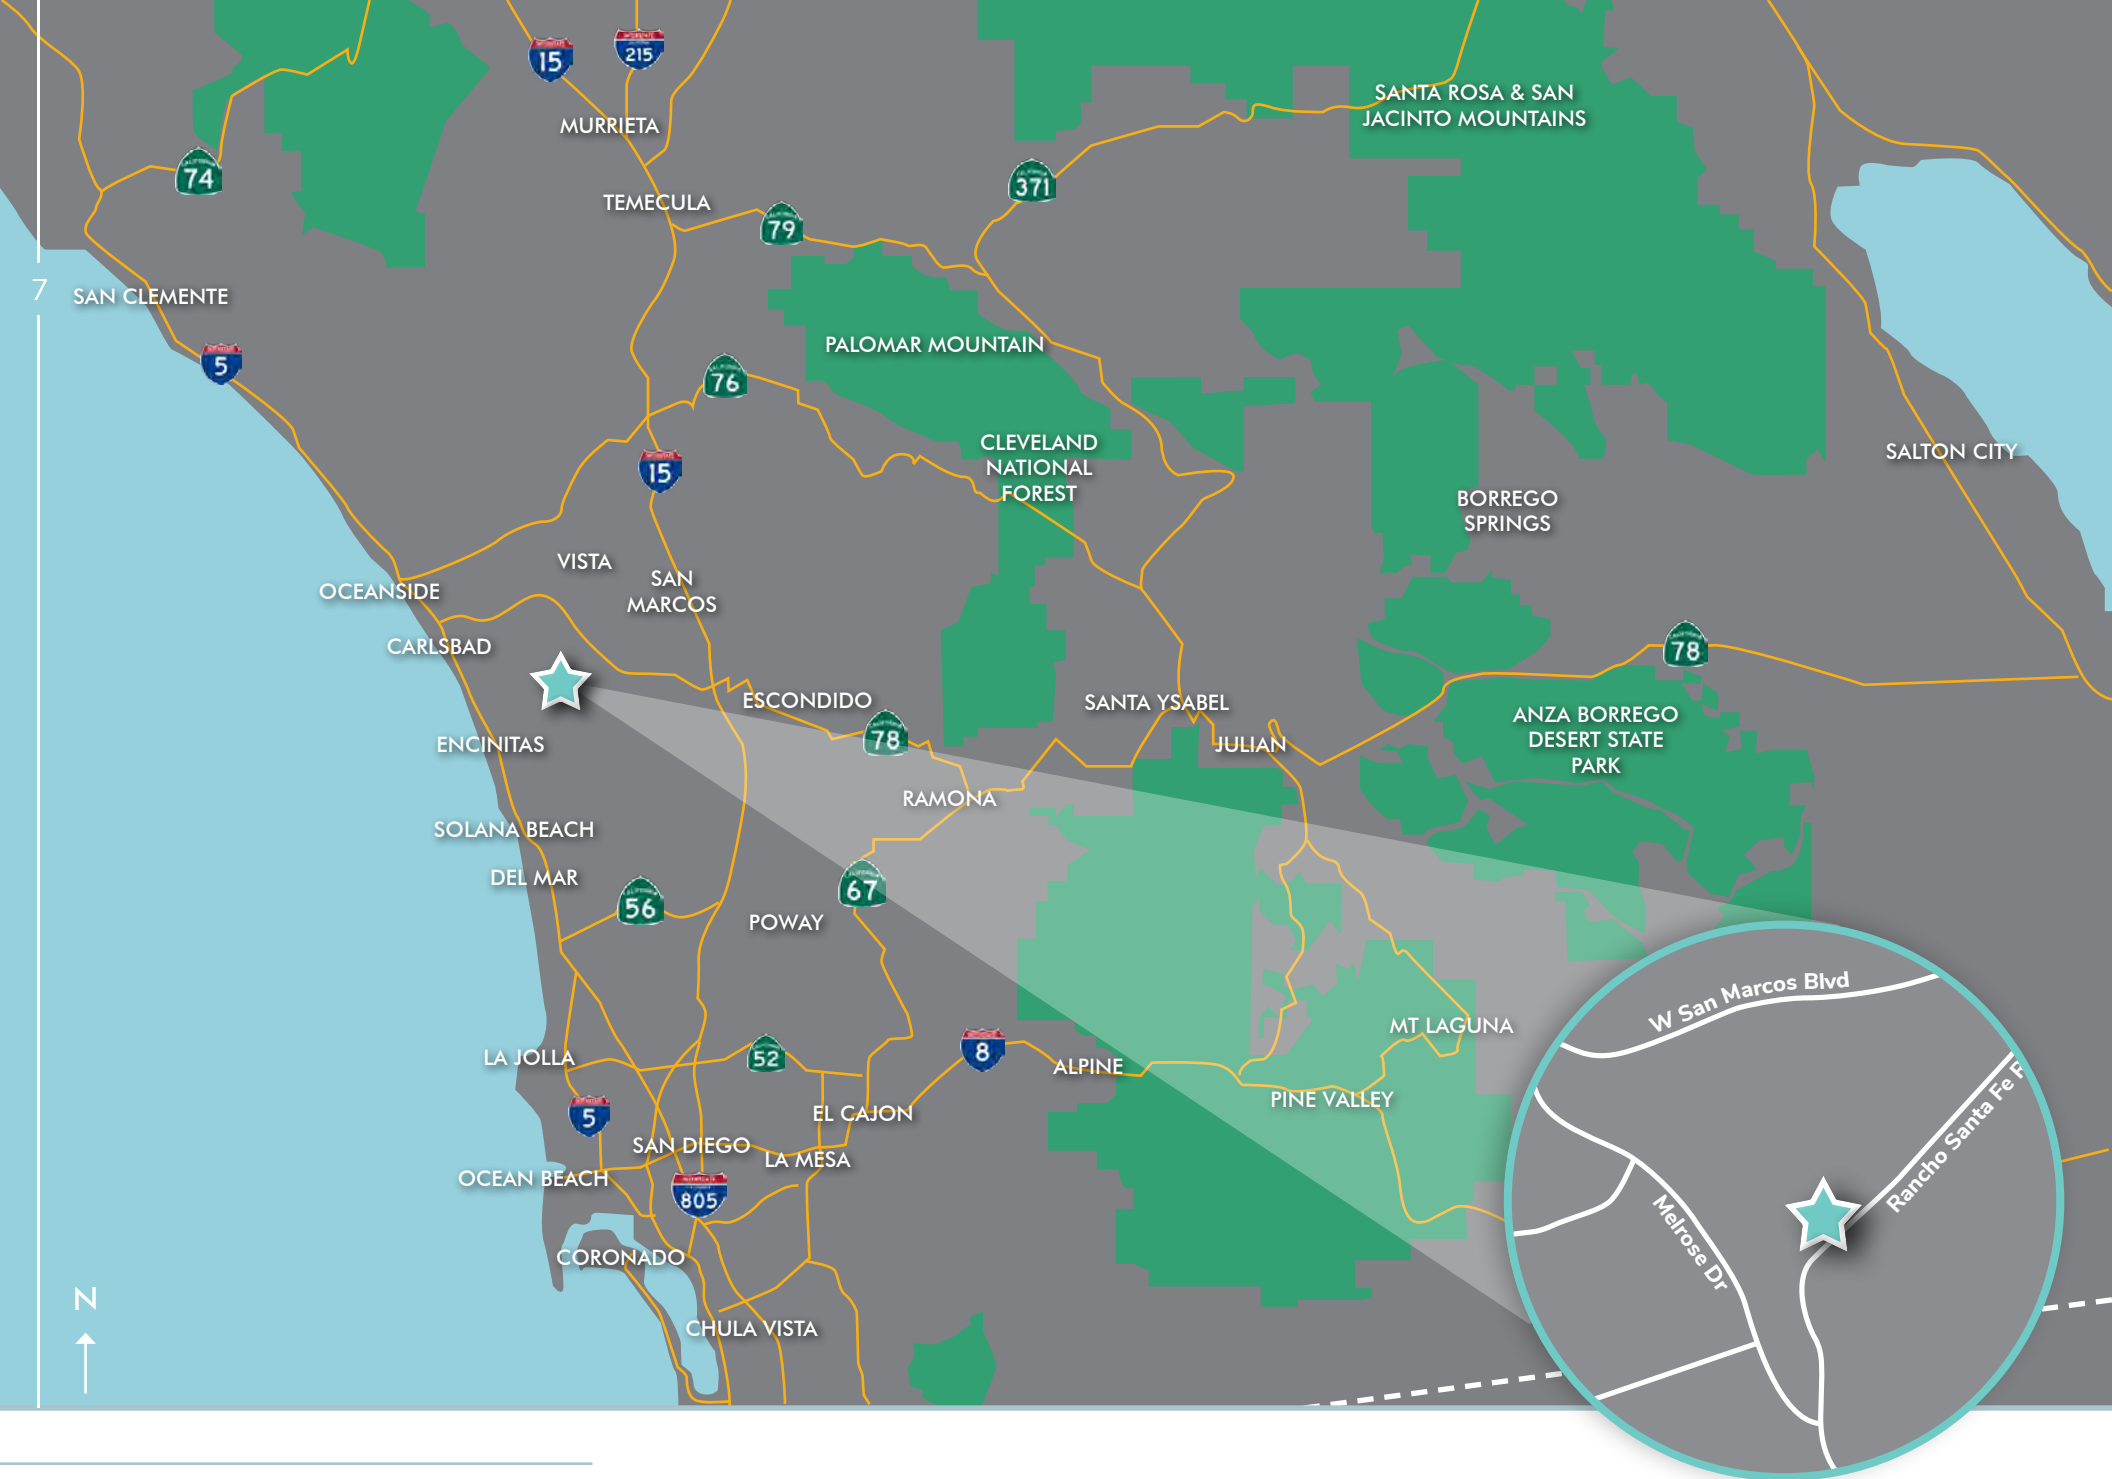 15
215
SANTA ROSA & SAN
JACINTO MOUNTAINS
MURRIETA
74
371
TEMECULA
79
7
SAN CLEMENTE
PALOMAR MOUNTAIN
5
76
CLEVELAND
NATIONAL
FOREST
SALTON CITY
15
BORREGO
SPRINGS
VISTA
SAN
MARCOS
OCEANSIDE
CARLSBAD
78
ESCONDIDO
SANTA YSABEL
ANZA BORREGO
DESERT STATE
PARK
78
ENCINITAS
JULIAN
RAMONA
SOLANA BEACH
DEL MAR
67
56
POWAY
W San Marcos Blvd
MT LAGUNA
8
52
LA JOLLA
ALPINE
PINE VALLEY
5
EL CAJON
Rancho Santa Fe R
SAN DIEGO
LA MESA
OCEAN BEACH
805
Melrose Dr
CORONADO
N
CHULA VISTA